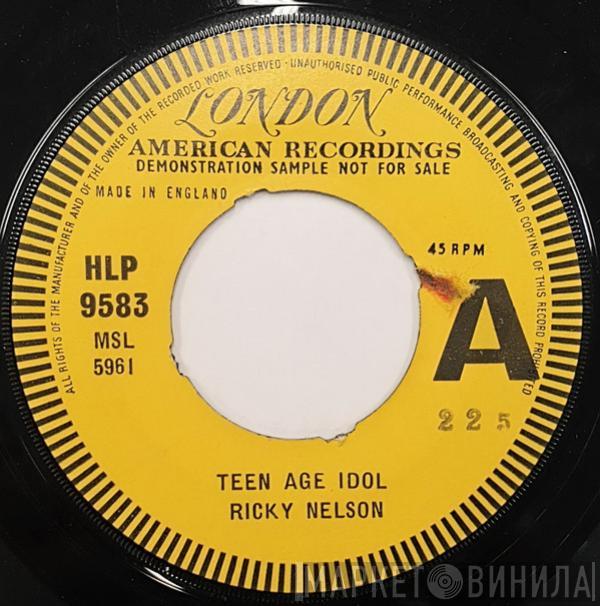 ALL RIGHTS OF THE MANUFACTURER AND OF THE OWNER OF THE RECORDED WORK RESERVED · UNAUTHORISED PUBLIC PERFORMANCE BROADCASTING AND COPYING OF THIS RECORD PROHIBITED
LONDON
AMERICAN RECORDINGS
DEMONSTRATION SAMPLE NOT FOR SALE
MADE IN ENGLAND
45 RPM
HLP
9583
MSL
5961
A
225
TEEN AGE IDOL
RICKY NELSON
МАРКЕТ ВИНИЛА